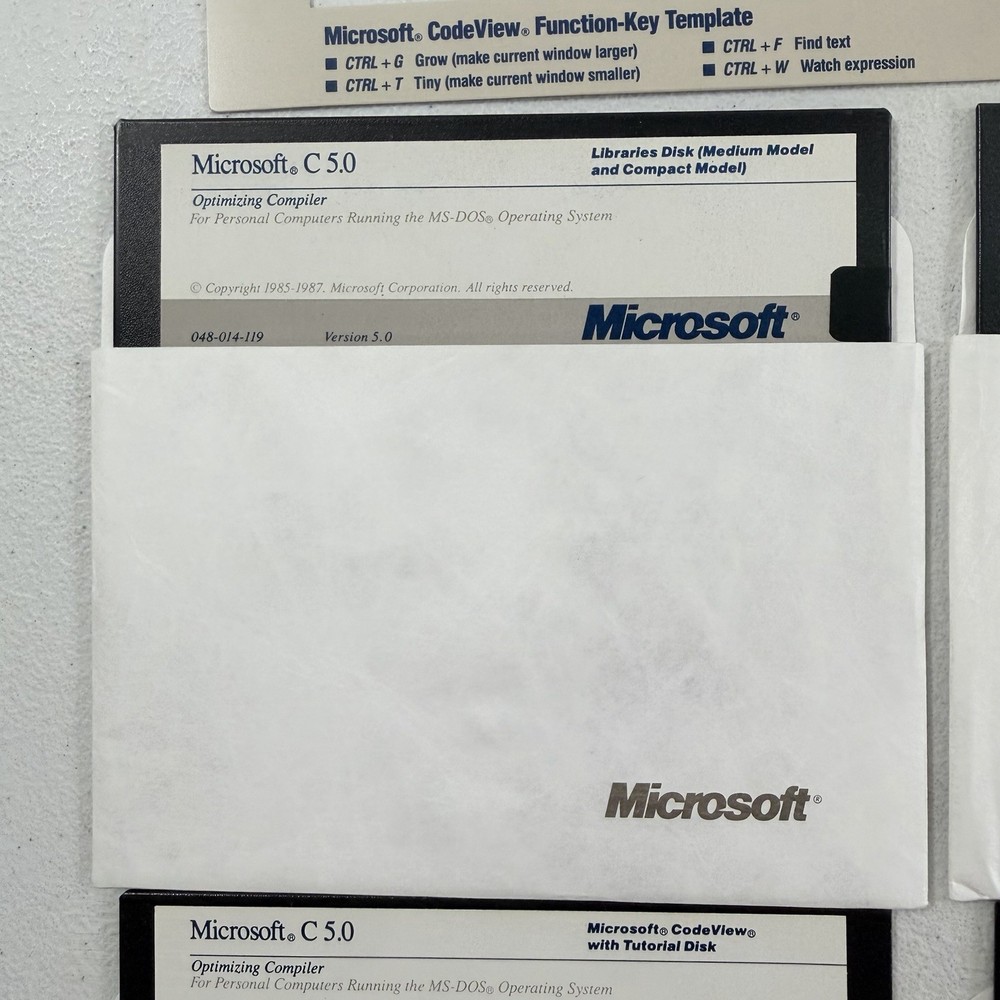 Microsoft® CodeView® Function-Key Template
■ CTRL + G Grow (make current window larger)
■ CTRL + T Tiny (make current window smaller)
■ CTRL + F Find text
■ CTRL + W Watch expression
Microsoft® C 5.0
Libraries Disk (Medium Model
and Compact Model)
Optimizing Compiler
For Personal Computers Running the MS-DOS® Operating System
© Copyright 1985-1987. Microsoft Corporation. All rights reserved.
048-014-119 Version 5.0
Microsoft®
Microsoft®
Microsoft® C 5.0
Microsoft® CodeView®
with Tutorial Disk
Optimizing Compiler
For Personal Computers Running the MS-DOS® Operating System